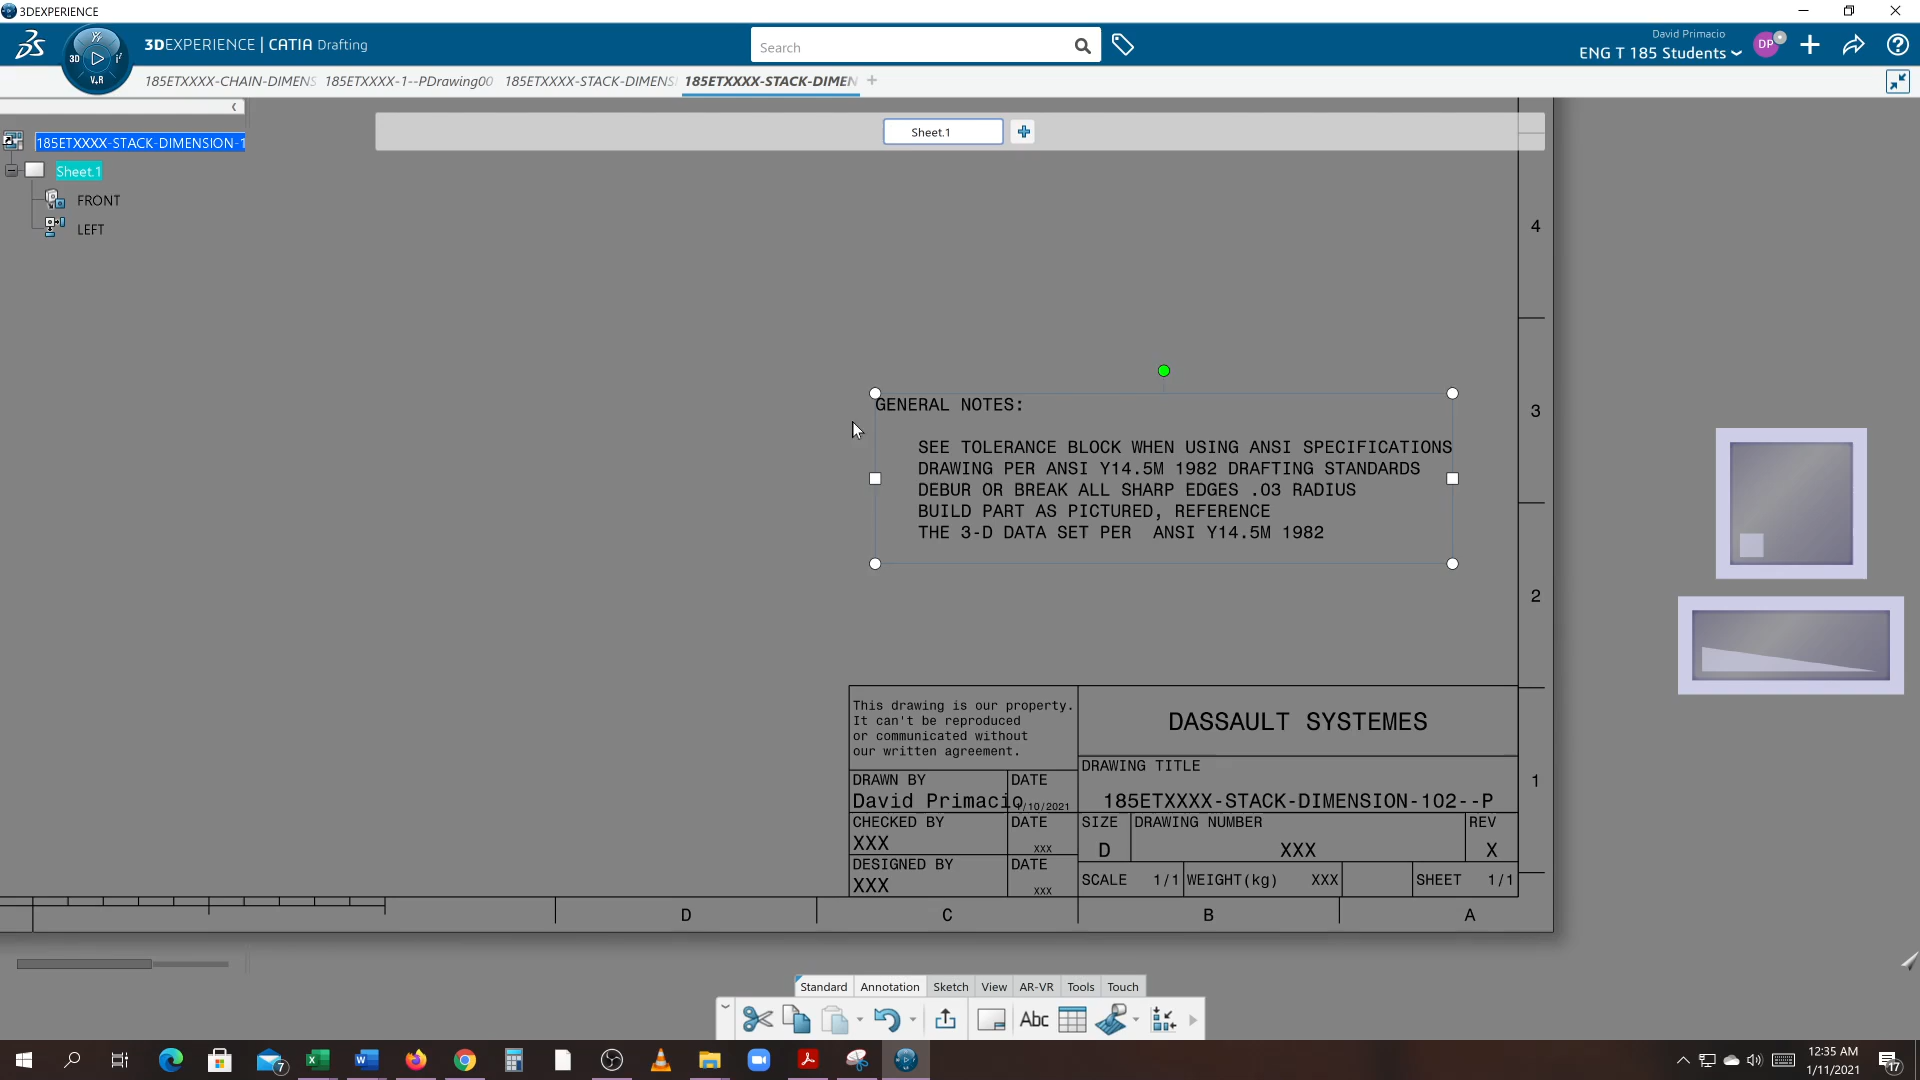 3DEXPERIENCE
3DEXPERIENCE | CATIA Drafting
3D
V.R
Search
David Primacio
ENG T 185 Students
DP
185ETXXXX-CHAIN-DIMENS
185ETXXXX-1--PDrawing00
185ETXXXX-STACK-DIMENS
185ETXXXX-STACK-DIMEN
Sheet.1
185ETXXXX-STACK-DIMENSION-1
Sheet.1
FRONT
LEFT
4
3
2
1
GENERAL NOTES:
SEE TOLERANCE BLOCK WHEN USING ANSI SPECIFICATIONS
DRAWING PER ANSI Y14.5M 1982 DRAFTING STANDARDS
DEBUR OR BREAK ALL SHARP EDGES .03 RADIUS
BUILD PART AS PICTURED, REFERENCE
THE 3-D DATA SET PER  ANSI Y14.5M 1982
This drawing is our property.
It can't be reproduced
or communicated without
our written agreement.
DASSAULT SYSTEMES
DRAWN BY
DATE
David Primacio
1/10/2021
DRAWING TITLE
185ETXXXX-STACK-DIMENSION-102--P
CHECKED BY
DATE
XXX
XXX
SIZE
D
DRAWING NUMBER
XXX
REV
X
DESIGNED BY
DATE
XXX
XXX
SCALE 1/1
WEIGHT(kg) XXX
SHEET 1/1
D
C
B
A
Standard
Annotation
Sketch
View
AR-VR
Tools
Touch
Abc
7
12:35 AM
1/11/2021
17